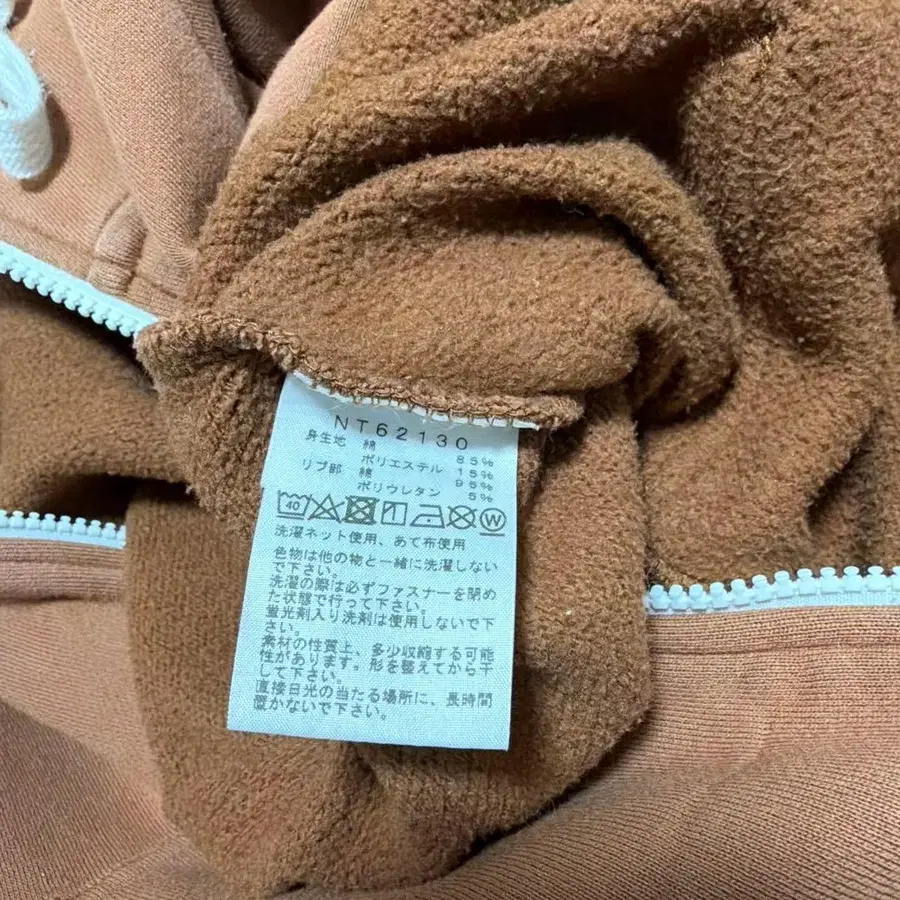 NT62130
身生地 綿 85%
ポリエステル 15%
リブ部 綿 95%
ポリウレタン 5%
40 W
洗濯ネット使用、あて布使用
色物は他の物と一緒に洗濯しない
で下さい。
洗濯の際は必ずファスナーを閉め
た状態で行って下さい。
蛍光剤入り洗剤は使用しないで下
さい。
素材の性質上、多少収縮する可能
性があります。形を整えてから干
して下さい。
直接日光の当たる場所に、長時間
置かないで下さい。